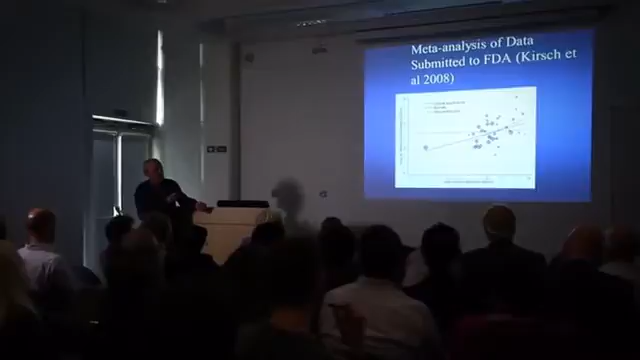 Meta-analysis of Data
Submitted to FDA (Kirsch et
al 2008)